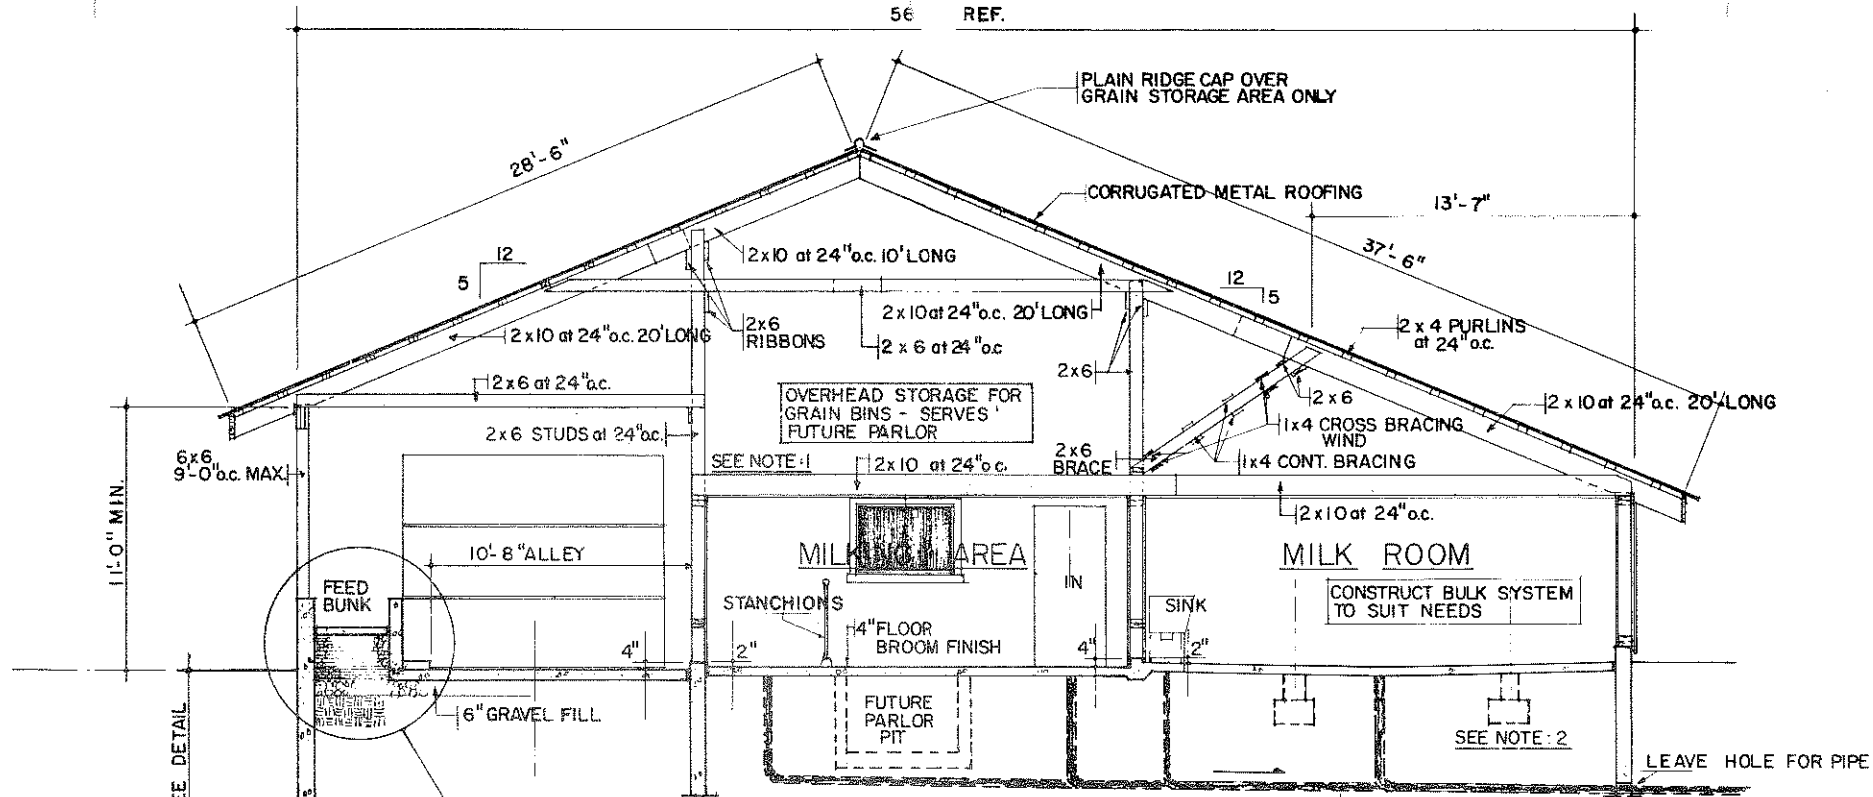 56 REF.
PLAIN RIDGE CAP OVER
GRAIN STORAGE AREA ONLY
28'-6"
CORRUGATED METAL ROOFING
13'-7"
37'-6"
12
5
2x10 at 24"o.c. 10' LONG
12
5
2x10 at 24"o.c. 20' LONG
2x6
RIBBONS
2x10 at 24"o.c. 20' LONG
2 x 6 at 24"o.c
2 x 4 PURLINS
at 24"o.c.
2x6 at 24"o.c.
2x6
2x6
OVERHEAD STORAGE FOR
GRAIN BINS - SERVES
FUTURE PARLOR
2x10 at 24"o.c. 20' LONG
2x6 STUDS at 24"o.c.
1x4 CROSS BRACING
WIND
6x6
9'-0"o.c. MAX.
SEE NOTE:1
2x10 at 24"o.c.
2x6
BRACE
1x4 CONT. BRACING
2x10 at 24"o.c.
11'-0" MIN.
10'-8" ALLEY
MILKING AREA
MILK ROOM
FEED
BUNK
STANCHIONS
IN
SINK
CONSTRUCT BULK SYSTEM
TO SUIT NEEDS
4"
2"
4" FLOOR
BROOM FINISH
4"
2"
6" GRAVEL FILL
FUTURE
PARLOR
PIT
SEE NOTE:2
LEAVE HOLE FOR PIPE
EE DETAIL